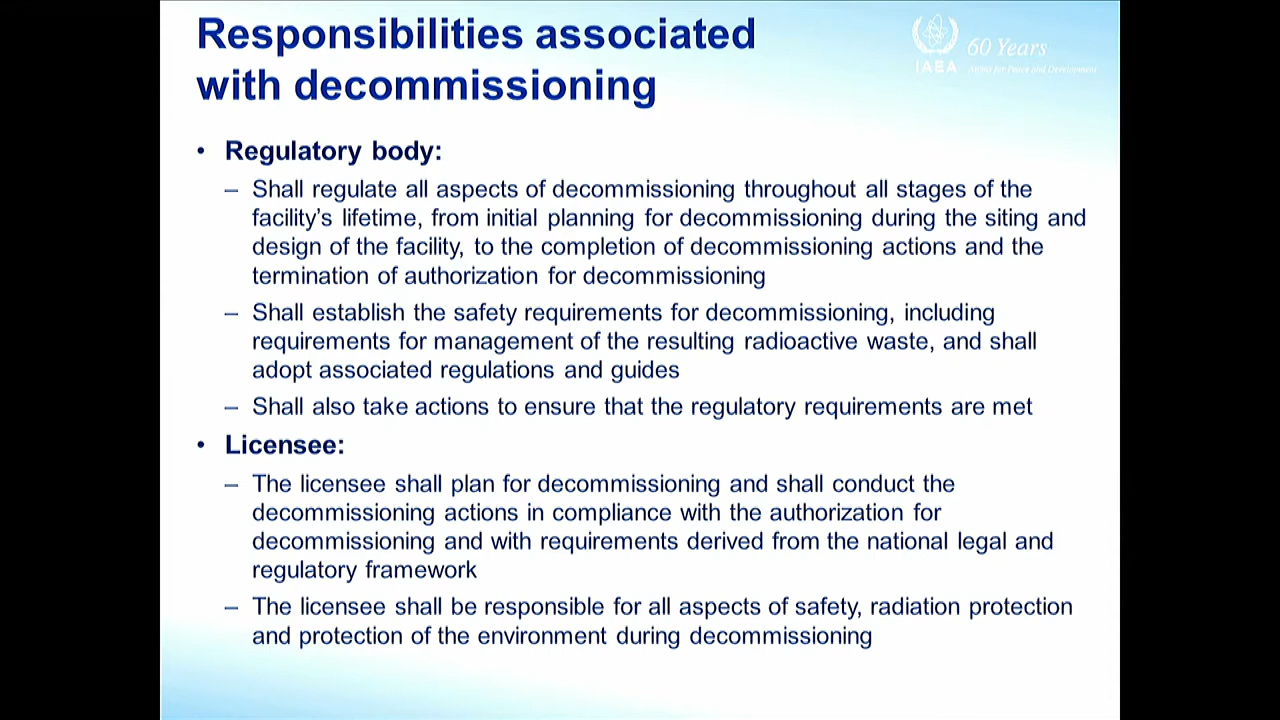 Responsibilities associated
with decommissioning
60 Years
IAEA Atoms for Peace and Development
• Regulatory body:
– Shall regulate all aspects of decommissioning throughout all stages of the
facility’s lifetime, from initial planning for decommissioning during the siting and
design of the facility, to the completion of decommissioning actions and the
termination of authorization for decommissioning
– Shall establish the safety requirements for decommissioning, including
requirements for management of the resulting radioactive waste, and shall
adopt associated regulations and guides
– Shall also take actions to ensure that the regulatory requirements are met
• Licensee:
– The licensee shall plan for decommissioning and shall conduct the
decommissioning actions in compliance with the authorization for
decommissioning and with requirements derived from the national legal and
regulatory framework
– The licensee shall be responsible for all aspects of safety, radiation protection
and protection of the environment during decommissioning